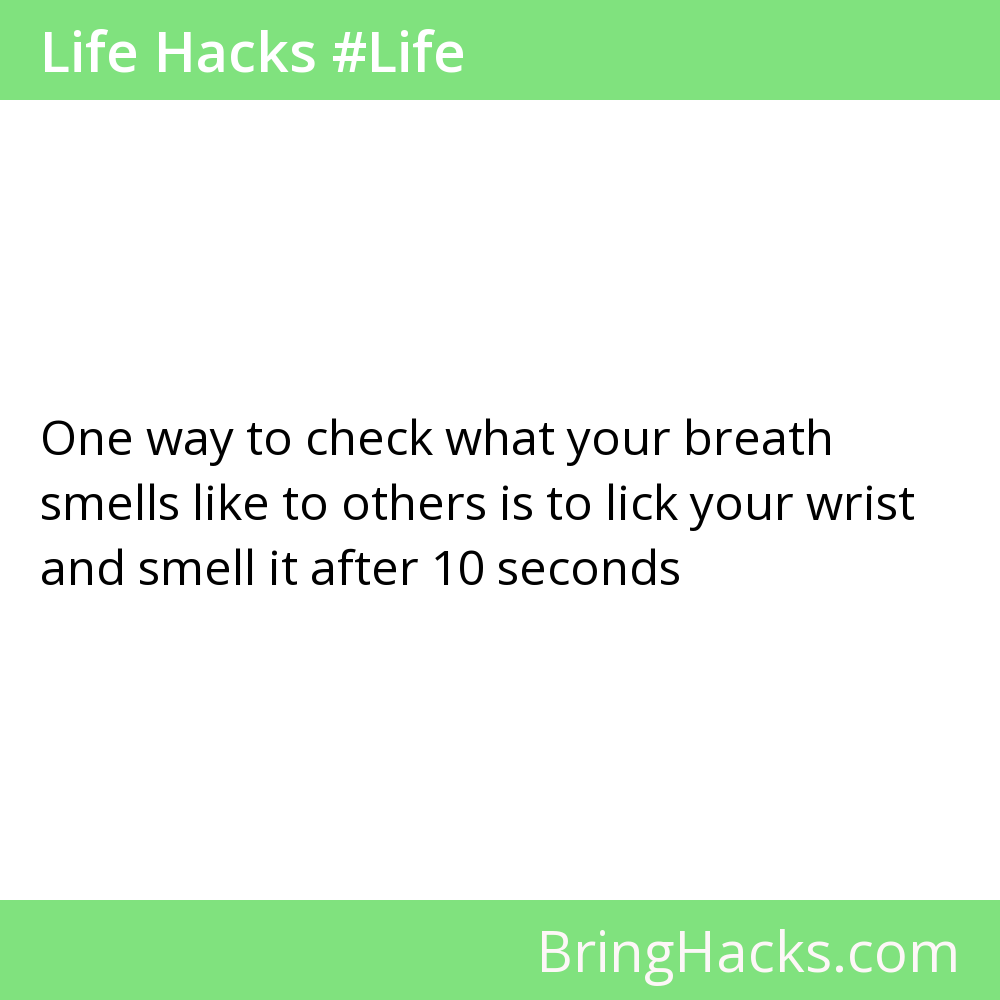 Life Hacks #Life
One way to check what your breath
smells like to others is to lick your wrist
and smell it after 10 seconds
BringHacks.com